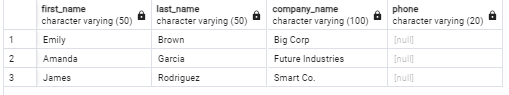 first_name last_name company_name phone
character varying (50) character varying (50) character varying (100) character varying (20)
1 Emily Brown Big Corp [null]
2 Amanda Garcia Future Industries [null]
3 James Rodriguez Smart Co. [null]